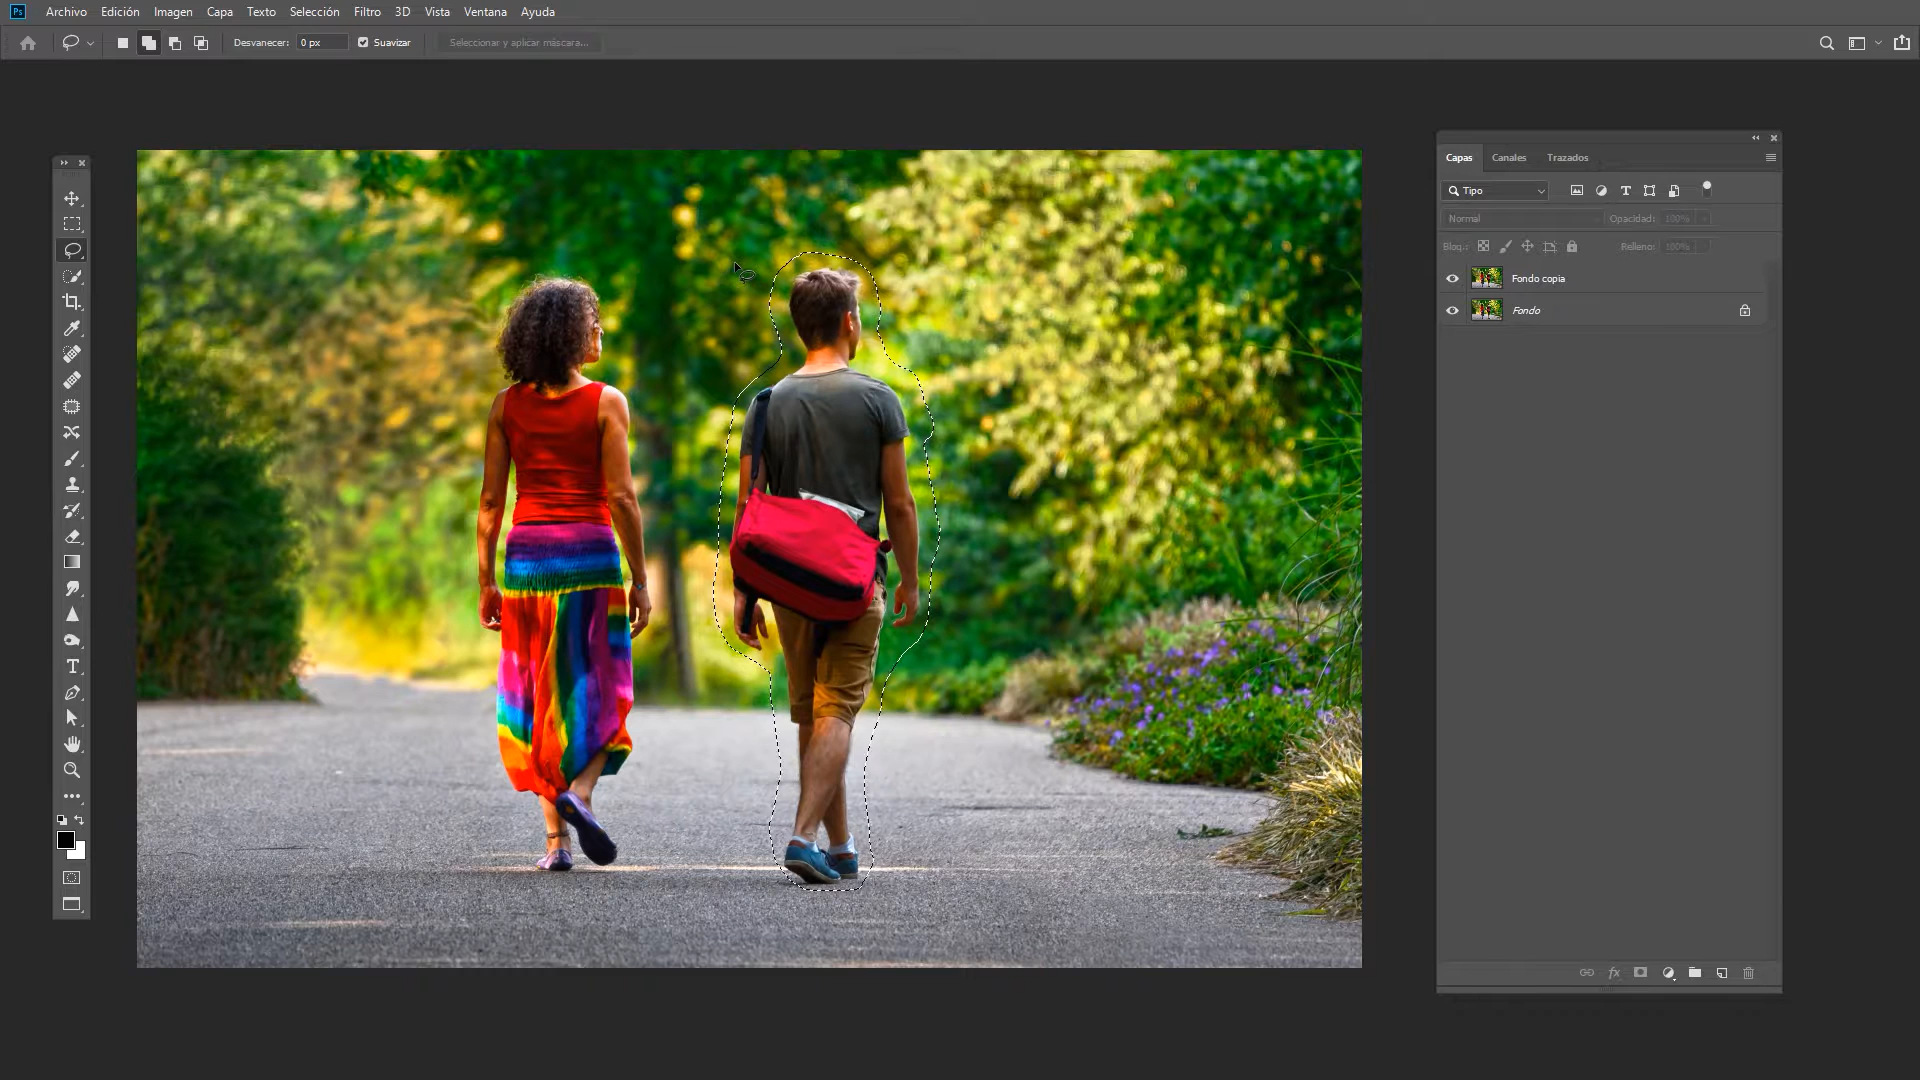 Ps Archivo Edición Imagen Capa Texto Selección Filtro 3D Vista Ventana Ayuda
Desvanecer: 0 px Suavizar Seleccionar y aplicar máscara...
Capas Canales Trazados
Tipo
Normal Opacidad: 100%
Bloq.: Relleno: 100%
Fondo copia
Fondo